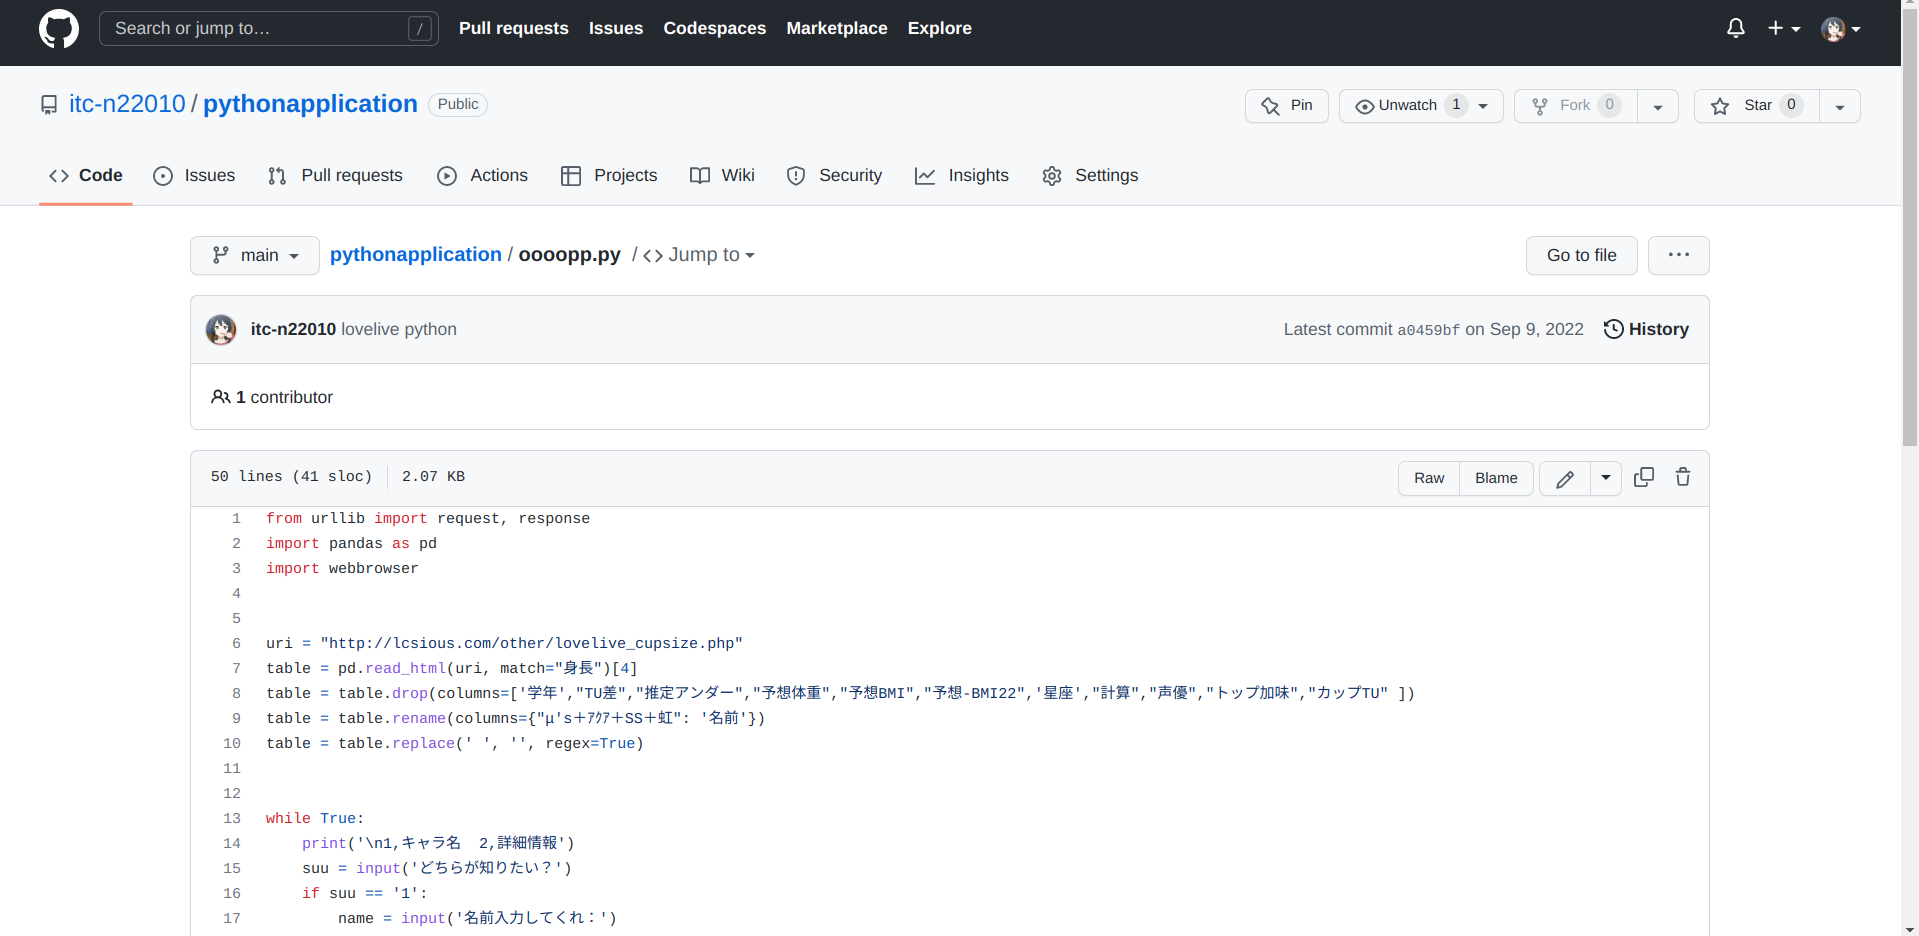 Search or jump to… /
Pull requests Issues Codespaces Marketplace Explore
itc-n22010 / pythonapplication Public
Pin Unwatch 1 Fork 0 Star 0
Code Issues Pull requests Actions Projects Wiki Security Insights Settings
main pythonapplication / oooopp.py / <> Jump to Go to file ···
itc-n22010 lovelive python Latest commit a0459bf on Sep 9, 2022 History
1 contributor
50 lines (41 sloc) 2.07 KB Raw Blame
1 from urllib import request, response
2 import pandas as pd
3 import webbrowser
4
5
6 uri = "http://lcsious.com/other/lovelive_cupsize.php"
7 table = pd.read_html(uri, match="身長")[4]
8 table = table.drop(columns=['学年',"TU差","推定アンダー","予想体重","予想BMI","予想-BMI22",'星座',"計算","声優","トップ加味","カップTU" ])
9 table = table.rename(columns={"μ's＋ｱｸｱ＋SS＋虹": '名前'})
10 table = table.replace(' ', '', regex=True)
11
12
13 while True:
14     print('\n1,キャラ名　2,詳細情報')
15     suu = input('どちらが知りたい？')
16     if suu == '1':
17         name = input('名前入力してくれ：')